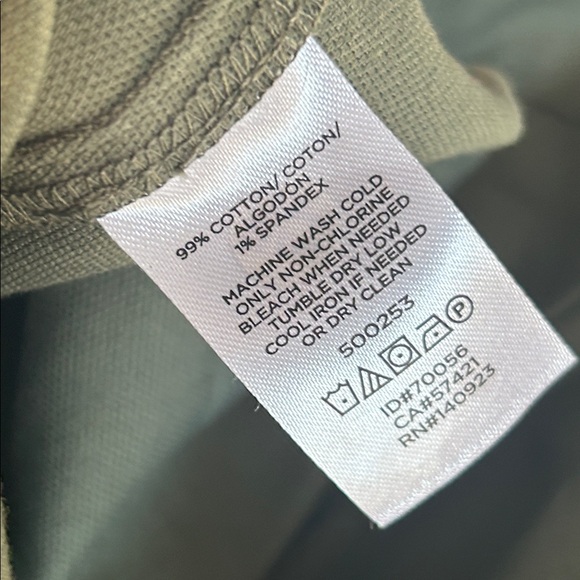 99% COTTON/ COTON/
ALGODÓN
1% SPANDEX
MACHINE WASH COLD
ONLY NON-CHLORINE
BLEACH WHEN NEEDED
TUMBLE DRY LOW
COOL IRON IF NEEDED
OR DRY CLEAN
500253
P
ID#70056
CA#57421
RN#140923